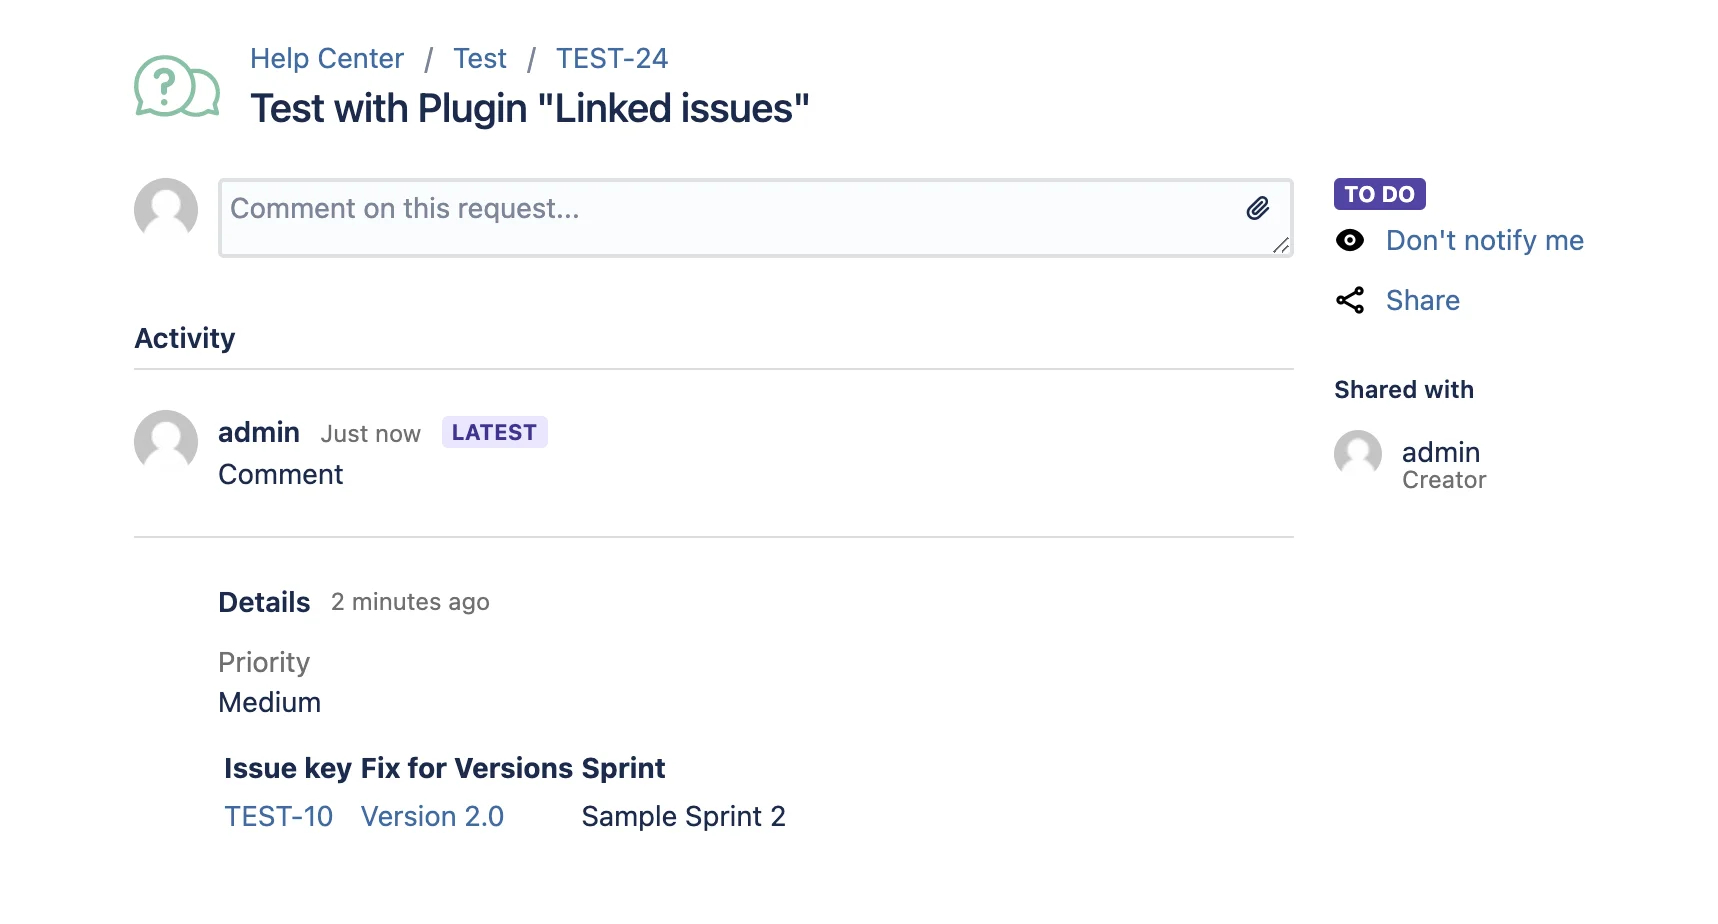 Help Center / Test / TEST-24
Test with Plugin "Linked issues"
Comment on this request...
TO DO
Don't notify me
Share
Activity
Shared with
admin Just now LATEST
Comment
admin
Creator
Details 2 minutes ago
Priority
Medium
Issue key Fix for Versions Sprint
TEST-10 Version 2.0 Sample Sprint 2